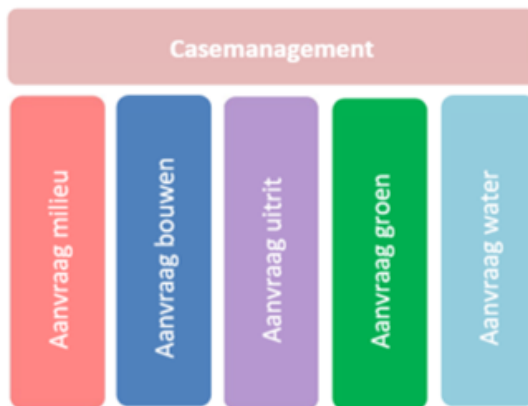 Casemanagement
Aanvraag milieu
Aanvraag bouwen
Aanvraag uitrit
Aanvraag groen
Aanvraag water